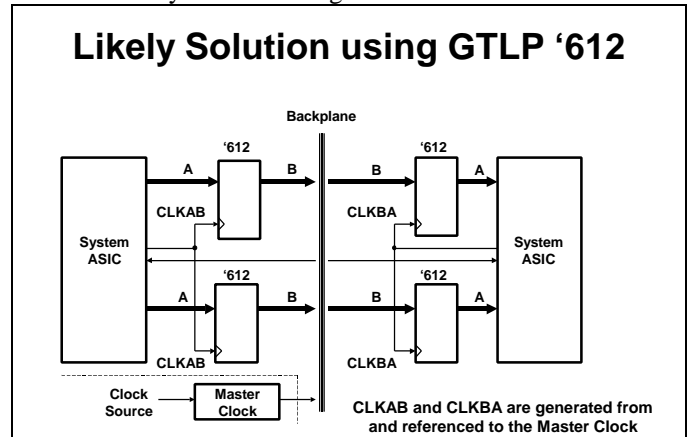 Likely Solution using GTLP ‘612
Backplane
‘612
‘612
A
B
B
A
CLKAB
CLKBA
System
ASIC
System
ASIC
‘612
‘612
A
B
B
A
CLKAB
CLKBA
Clock
Source
Master
Clock
CLKAB and CLKBA are generated from
and referenced to the Master Clock